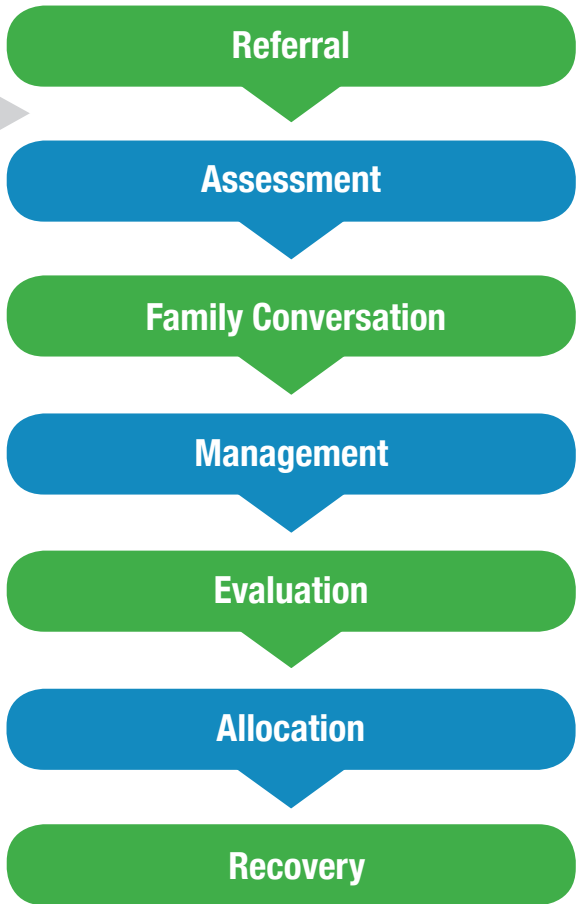 Referral
Assessment
Family Conversation
Management
Evaluation
Allocation
Recovery